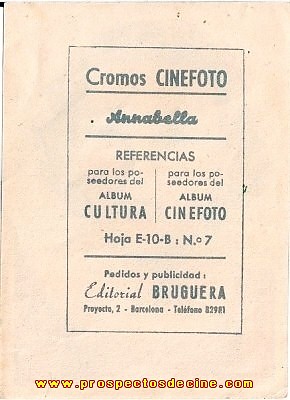 Cromos CINEFOTO
Annabella
REFERENCIAS
para los po-
seedores del
ALBUM
CULTURA
para los po-
seedores del
ALBUM
CINEFOTO
Hoja E-10-B : N.o 7
Pedidos y publicidad :
Editorial BRUGUERA
Proyecto, 2 - Barcelona - Teléfono 82981
www.prospectosdecine.com